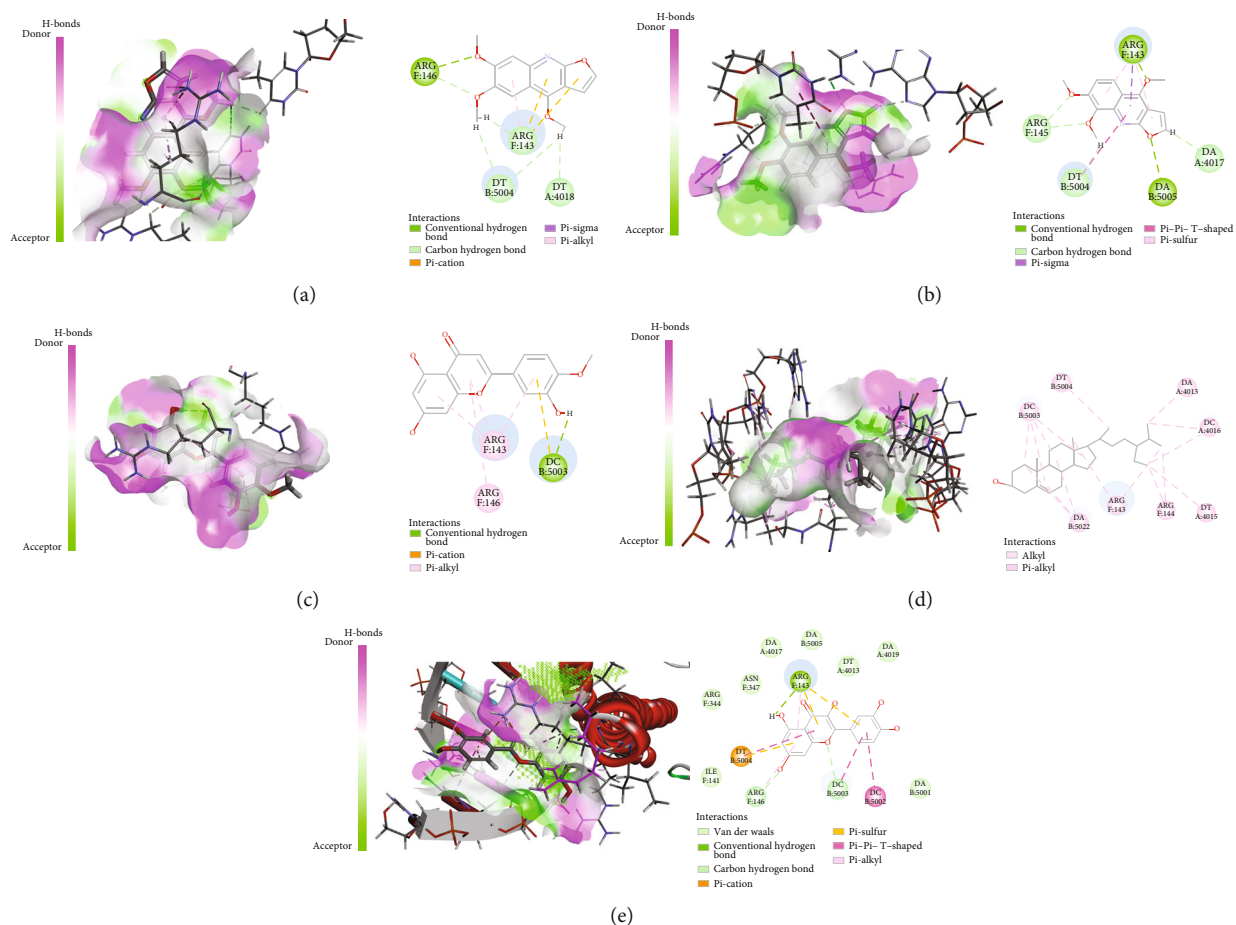 H-bonds
Donor
Acceptor
ARG
F:146
N
O
O
O
O
H
H
H
ARG
F:143
DT
B:5004
DT
A:4018
Interactions
Conventional hydrogen
bond
Carbon hydrogen bond
Pi-cation
Pi-sigma
Pi-alkyl
(a)
H-bonds
Donor
Acceptor
ARG
F:143
ARG
F:145
O
O
O
N
O
H
H
DT
B:5004
DA
B:5005
DA
A:4017
Interactions
Conventional hydrogen
bond
Carbon hydrogen bond
Pi-sigma
Pi–Pi– T–shaped
Pi-sulfur
(b)
H-bonds
Donor
Acceptor
O
O
O
O
O
O
H
ARG
F:143
DC
B:5003
ARG
F:146
Interactions
Conventional hydrogen
bond
Pi-cation
Pi-alkyl
(c)
H-bonds
Donor
Acceptor
DT
B:5004
DA
A:4013
DC
B:5003
DC
A:4016
O
ARG
F:143
ARG
F:144
DT
A:4015
DA
B:5022
Interactions
Alkyl
Pi-alkyl
(d)
H-bonds
Donor
Acceptor
DA
A:4017
DA
B:5005
DT
A:4013
DA
A:4019
ASN
F:347
ARG
F:143
ARG
F:344
H
O
O
O
O
O
O
O
DT
B:5004
ILE
F:141
ARG
F:146
DC
B:5003
DC
B:5002
DA
B:5001
Interactions
Van der waals
Conventional hydrogen
bond
Carbon hydrogen bond
Pi-cation
Pi-sulfur
Pi–Pi– T–shaped
Pi-alkyl
(e)